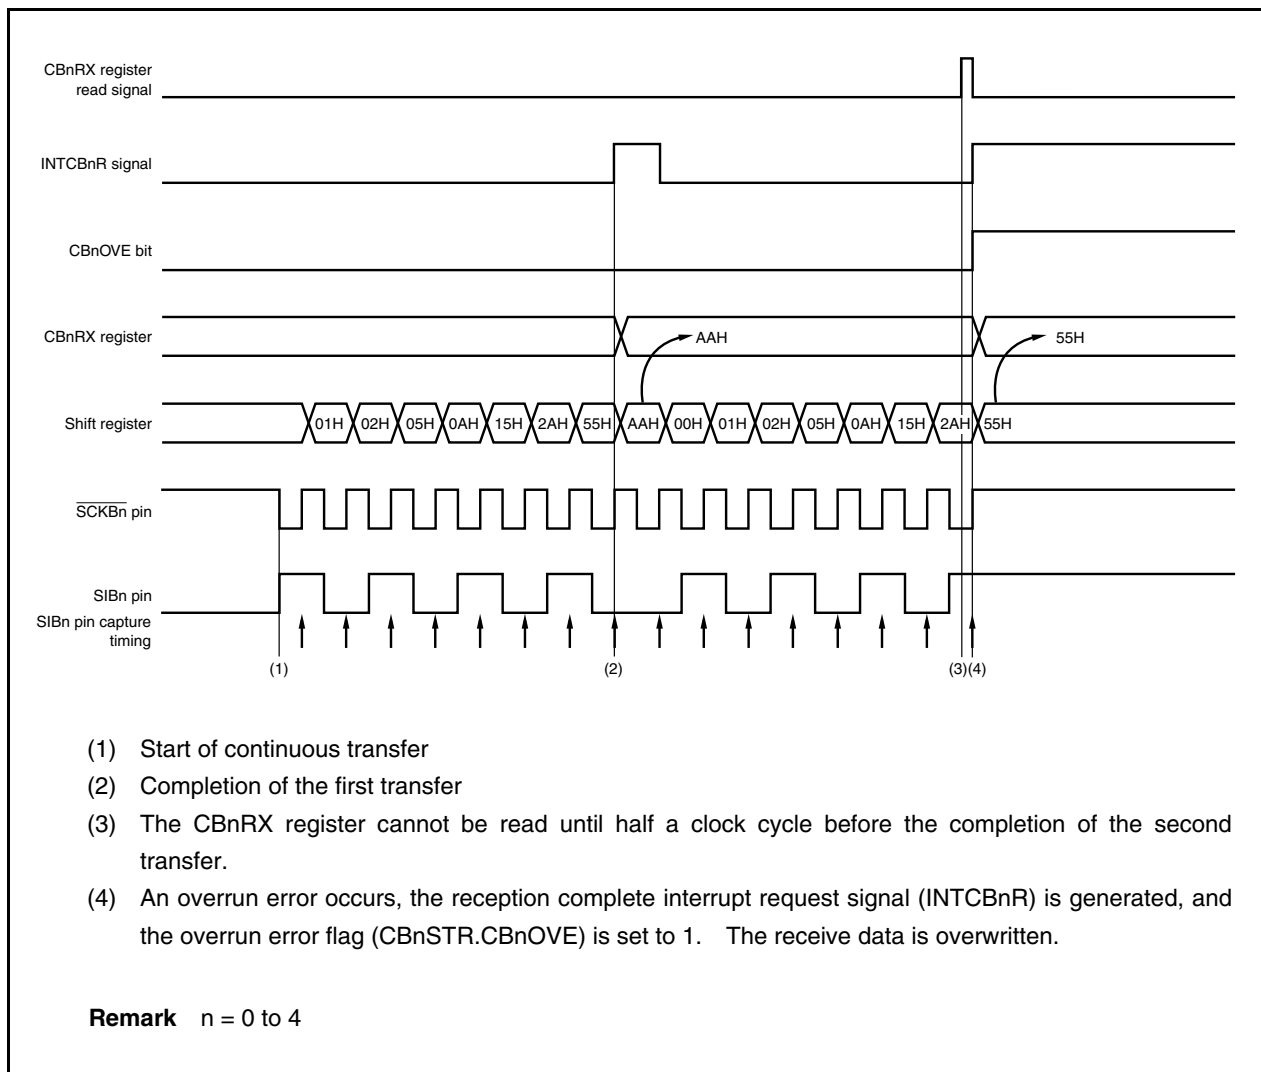 CBnRX register
read signal
INTCBnR signal
CBnOVE bit
CBnRX register
AAH
55H
Shift register
01H 02H 05H 0AH 15H 2AH 55H AAH 00H 01H 02H 05H 0AH 15H 2AH 55H
SCKBn pin
SIBn pin
SIBn pin capture
timing
(1) (2) (3) (4)
(1) Start of continuous transfer
(2) Completion of the first transfer
(3) The CBnRX register cannot be read until half a clock cycle before the completion of the second
transfer.
(4) An overrun error occurs, the reception complete interrupt request signal (INTCBnR) is generated, and
the overrun error flag (CBnSTR.CBnOVE) is set to 1. The receive data is overwritten.
Remark n = 0 to 4